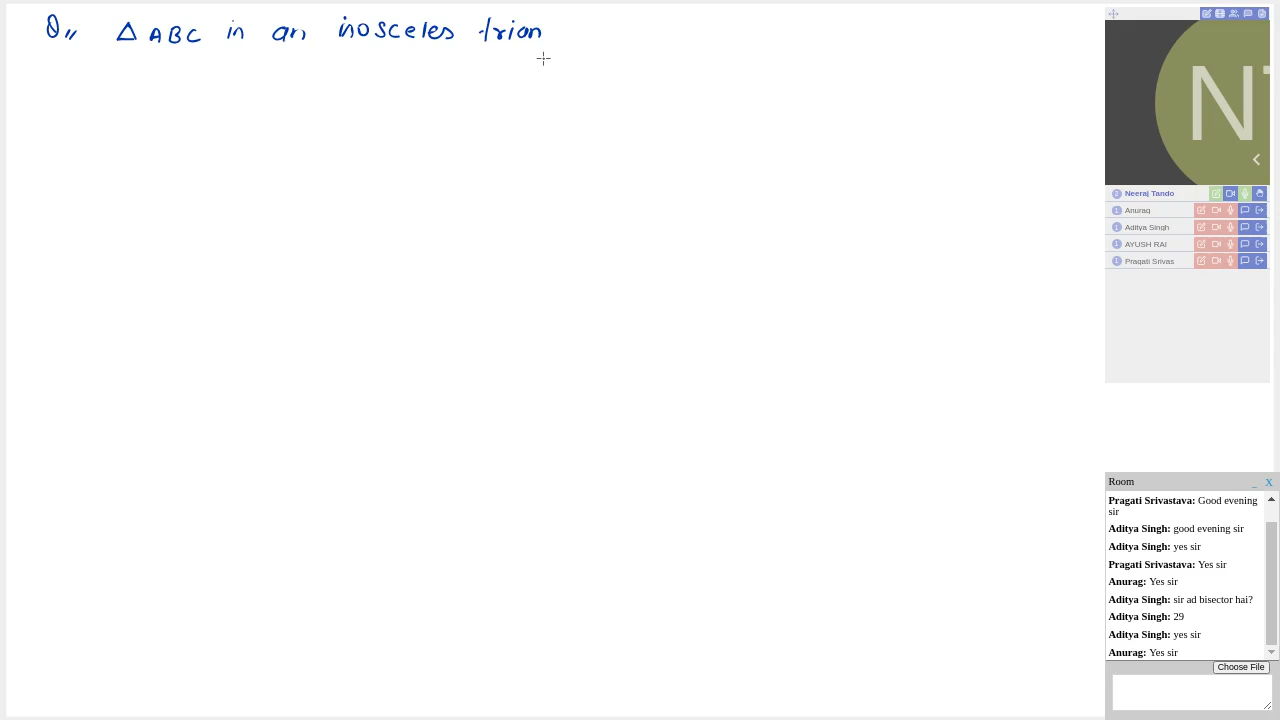 Q,, △ ABC in an inosceles trian
NT
Neeraj Tando
Anurag
Aditya Singh
AYUSH RAI
Pragati Srivas
Room
_ X
Pragati Srivastava: Good evening
sir
Aditya Singh: good evening sir
Aditya Singh: yes sir
Pragati Srivastava: Yes sir
Anurag: Yes sir
Aditya Singh: sir ad bisector hai?
Aditya Singh: 29
Aditya Singh: yes sir
Anurag: Yes sir
Choose File